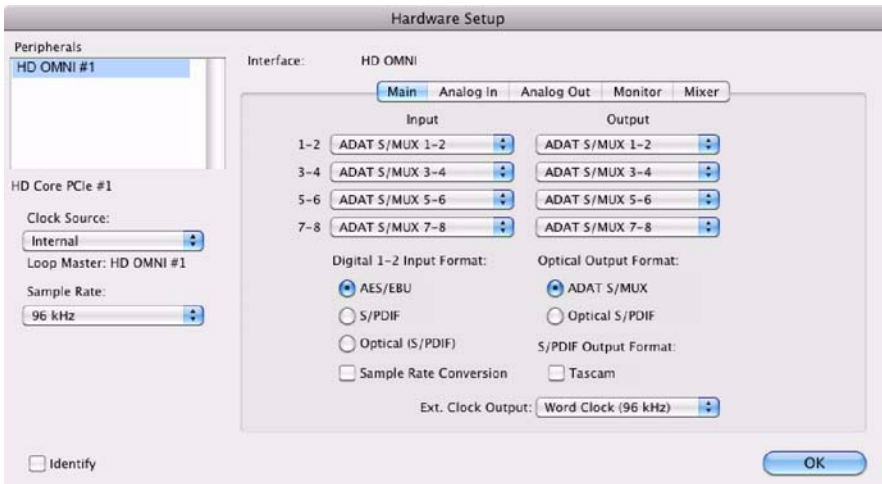 Hardware Setup
Peripherals
HD OMNI #1
HD Core PCIe #1
Clock Source:
Internal
Loop Master: HD OMNI #1
Sample Rate:
96 kHz
Identify
Interface: HD OMNI
Main Analog In Analog Out Monitor Mixer
Input Output
1-2 ADAT S/MUX 1-2 ADAT S/MUX 1-2
3-4 ADAT S/MUX 3-4 ADAT S/MUX 3-4
5-6 ADAT S/MUX 5-6 ADAT S/MUX 5-6
7-8 ADAT S/MUX 7-8 ADAT S/MUX 7-8
Digital 1-2 Input Format: Optical Output Format:
AES/EBU ADAT S/MUX
S/PDIF Optical S/PDIF
Optical (S/PDIF) S/PDIF Output Format:
Sample Rate Conversion Tascam
Ext. Clock Output: Word Clock (96 kHz)
OK